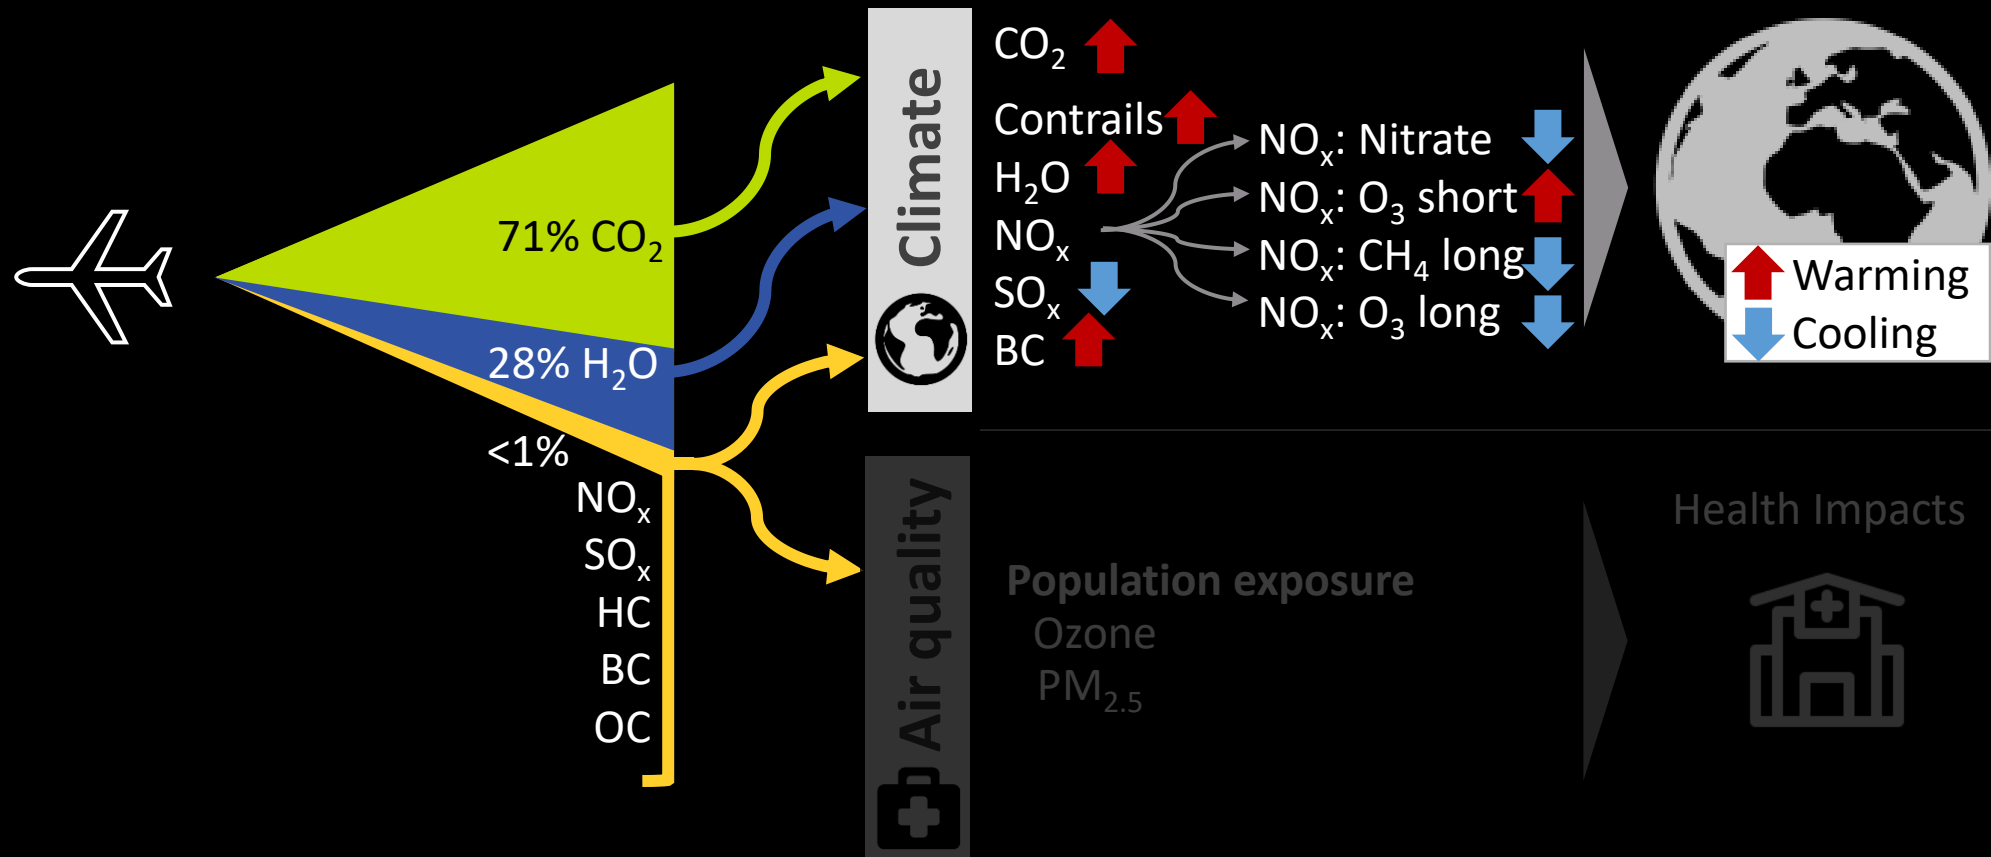 71% CO₂
28% H₂O
<1%
NOₓ
SOₓ
HC
BC
OC
Climate
CO₂
Contrails
H₂O
NOₓ
SOₓ
BC
NOₓ: Nitrate
NOₓ: O₃ short
NOₓ: CH₄ long
NOₓ: O₃ long
Warming
Cooling
Air quality
Population exposure
Ozone
PM₂.₅
Health Impacts